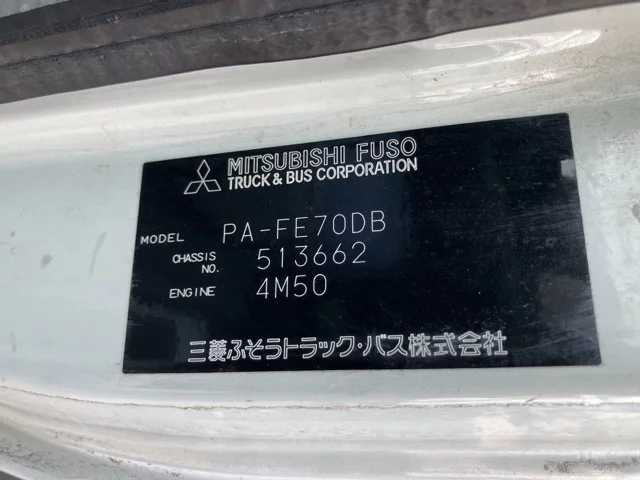 MITSUBISHI FUSO
TRUCK & BUS CORPORATION
MODEL PA-FE70DB
CHASSIS NO. 513662
ENGINE 4M50
三菱ふそうトラック・バス株式会社